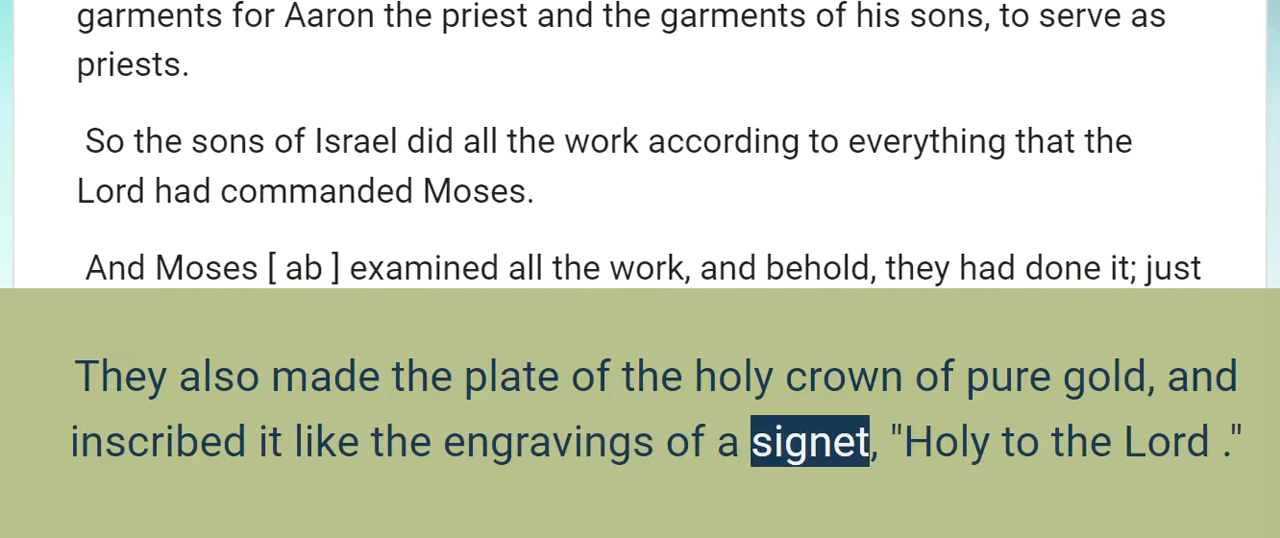 garments for Aaron the priest and the garments of his sons, to serve as
priests.
So the sons of Israel did all the work according to everything that the
Lord had commanded Moses.
And Moses [ ab ] examined all the work, and behold, they had done it; just
They also made the plate of the holy crown of pure gold, and
inscribed it like the engravings of a signet, "Holy to the Lord ."